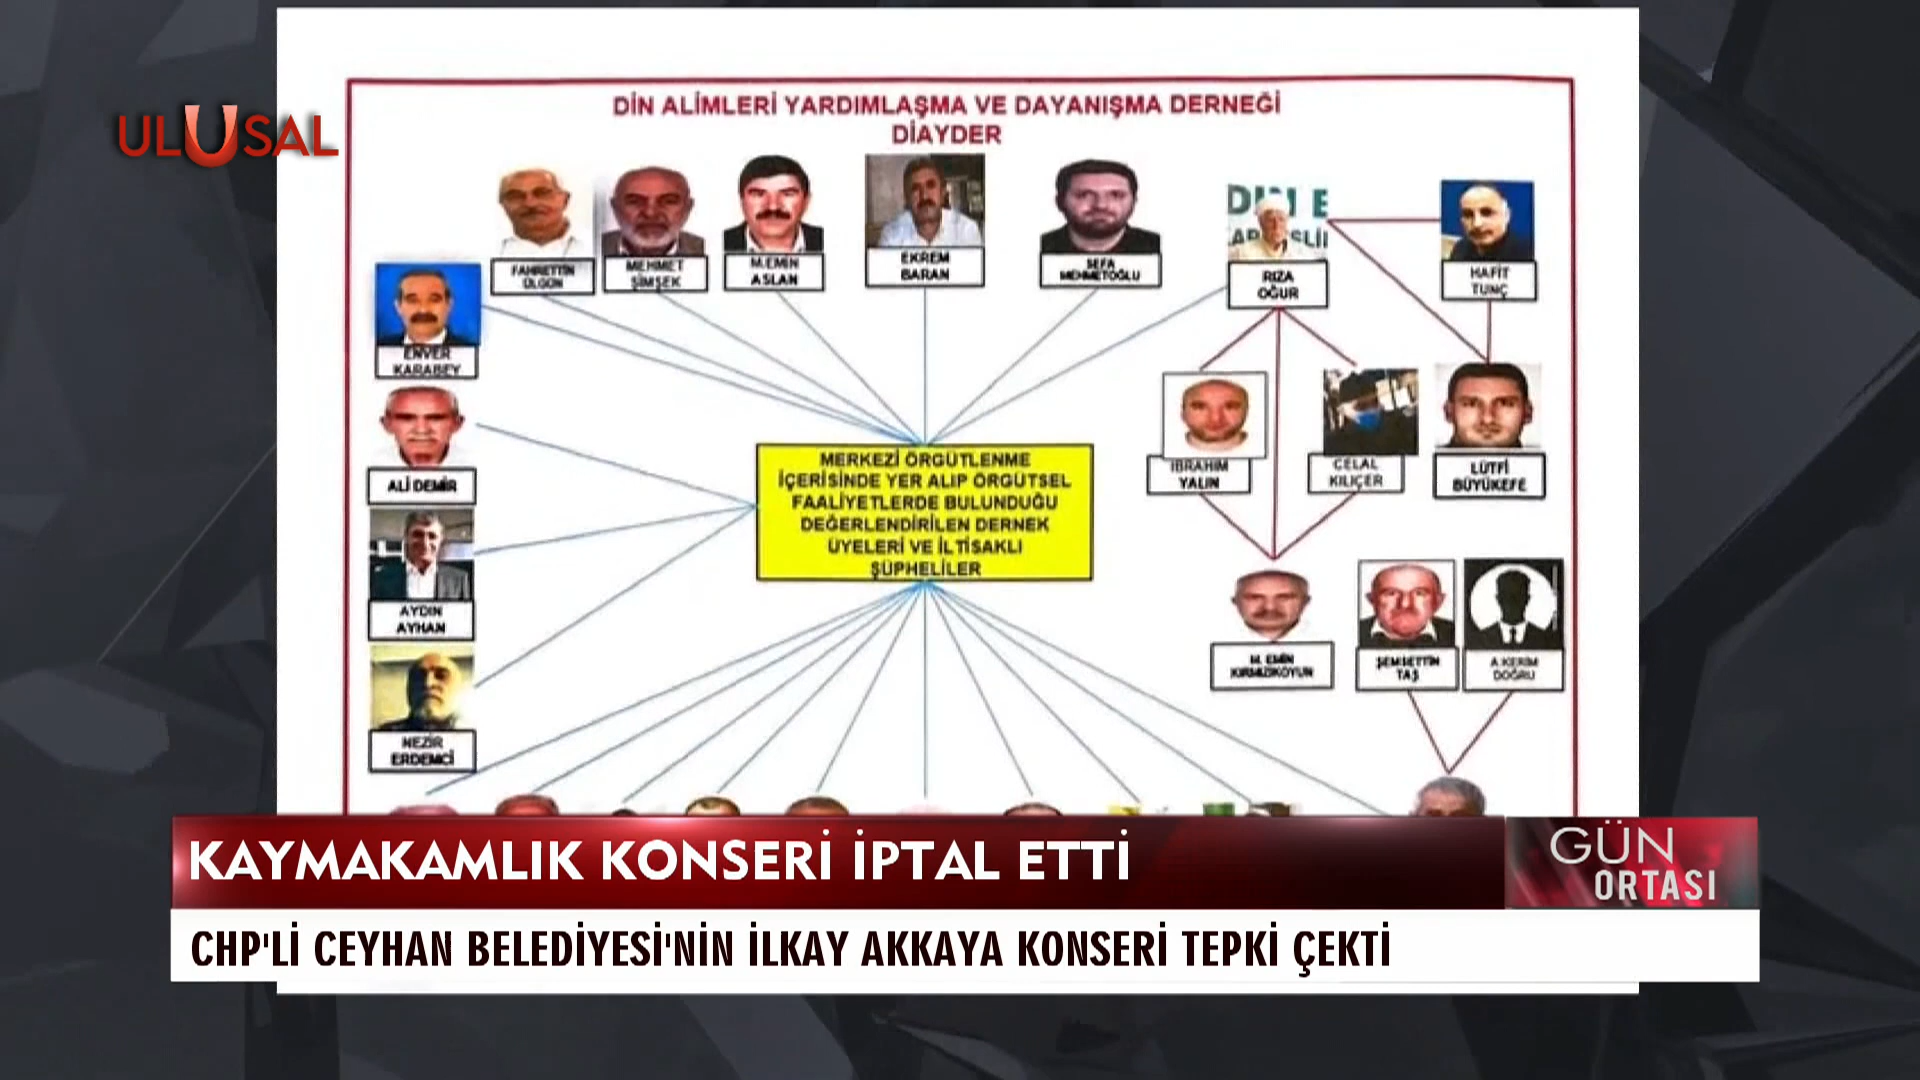 ULUSAL
DİN ALİMLERİ YARDIMLAŞMA VE DAYANIŞMA DERNEĞİ
DİAYDER
FAHRETTİN
ÜLGÜN
MEHMET
ŞİMŞEK
M.EMİN
ASLAN
EKREM
BARAN
SEFA
MEHMETOĞLU
DIN E
RIZA
OĞUR
HAFİT
TUNÇ
ENVER
KARABEY
ALİ DEMİR
AYDIN
AYHAN
NEZİR
ERDEMCİ
MERKEZİ ÖRGÜTLENME
İÇERİSİNDE YER ALIP ÖRGÜTSEL
FAALİYETLERDE BULUNDUĞU
DEĞERLENDİRİLEN DERNEK
ÜYELERİ VE İLTİSAKLI
ŞÜPHELİLER
İBRAHİM
YALIN
CELAL
KILIÇER
LÜTFİ
BÜYÜKEFE
M. EMİN
KIRMIZIKOYUN
ŞEMSETTİN
TAŞ
A.KERİM
DOĞRU
KAYMAKAMLIK KONSERİ İPTAL ETTİ
GÜN
ORTASI
CHP'Lİ CEYHAN BELEDİYESİ'NİN İLKAY AKKAYA KONSERİ TEPKİ ÇEKTİ